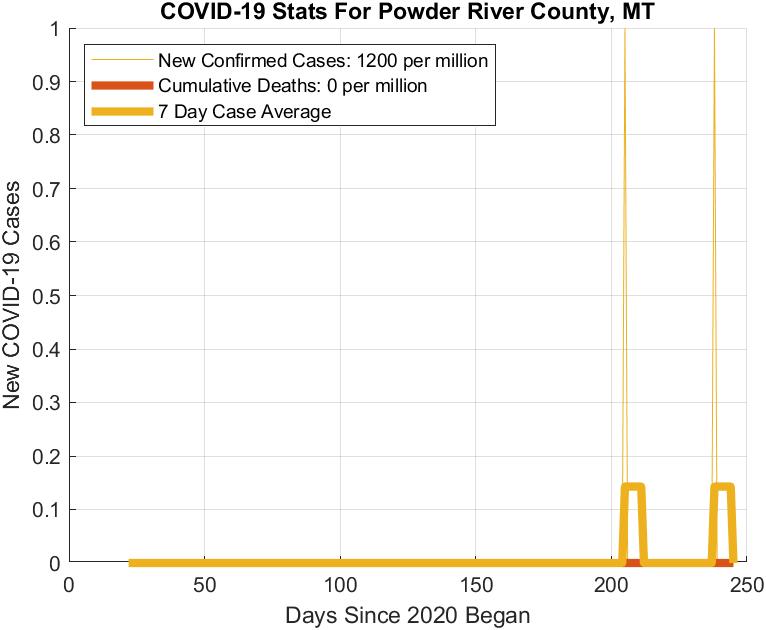 COVID-19 Stats For Powder River County, MT
New Confirmed Cases: 1200 per million
Cumulative Deaths: 0 per million
7 Day Case Average
New COVID-19 Cases
1
0.9
0.8
0.7
0.6
0.5
0.4
0.3
0.2
0.1
0
0 50 100 150 200 250
Days Since 2020 Began